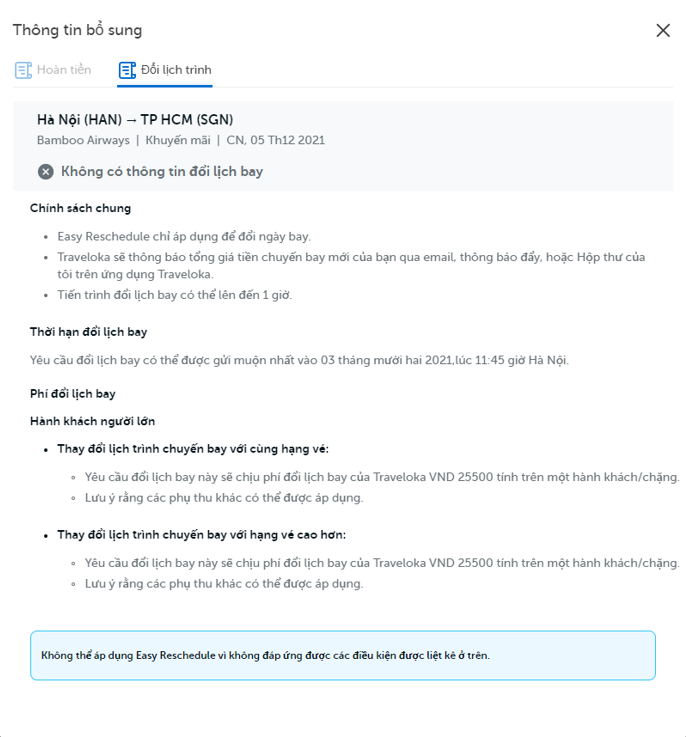 Thông tin bổ sung
Hoàn tiền
Đổi lịch trình
Hà Nội (HAN) → TP HCM (SGN)
Bamboo Airways | Khuyến mãi | CN, 05 Th12 2021
Không có thông tin đổi lịch bay
Chính sách chung
• Easy Reschedule chỉ áp dụng để đổi ngày bay.
• Traveloka sẽ thông báo tổng giá tiền chuyến bay mới của bạn qua email, thông báo đẩy, hoặc Hộp thư của
tôi trên ứng dụng Traveloka.
• Tiến trình đổi lịch bay có thể lên đến 1 giờ.
Thời hạn đổi lịch bay
Yêu cầu đổi lịch bay có thể được gửi muộn nhất vào 03 tháng mười hai 2021,lúc 11:45 giờ Hà Nội.
Phí đổi lịch bay
Hành khách người lớn
• Thay đổi lịch trình chuyến bay với cùng hạng vé:
◦ Yêu cầu đổi lịch bay này sẽ chịu phí đổi lịch bay của Traveloka VND 25500 tính trên một hành khách/chặng.
◦ Lưu ý rằng các phụ thu khác có thể được áp dụng.
• Thay đổi lịch trình chuyến bay với hạng vé cao hơn:
◦ Yêu cầu đổi lịch bay này sẽ chịu phí đổi lịch bay của Traveloka VND 25500 tính trên một hành khách/chặng.
◦ Lưu ý rằng các phụ thu khác có thể được áp dụng.
Không thể áp dụng Easy Reschedule vì không đáp ứng được các điều kiện được liệt kê ở trên.